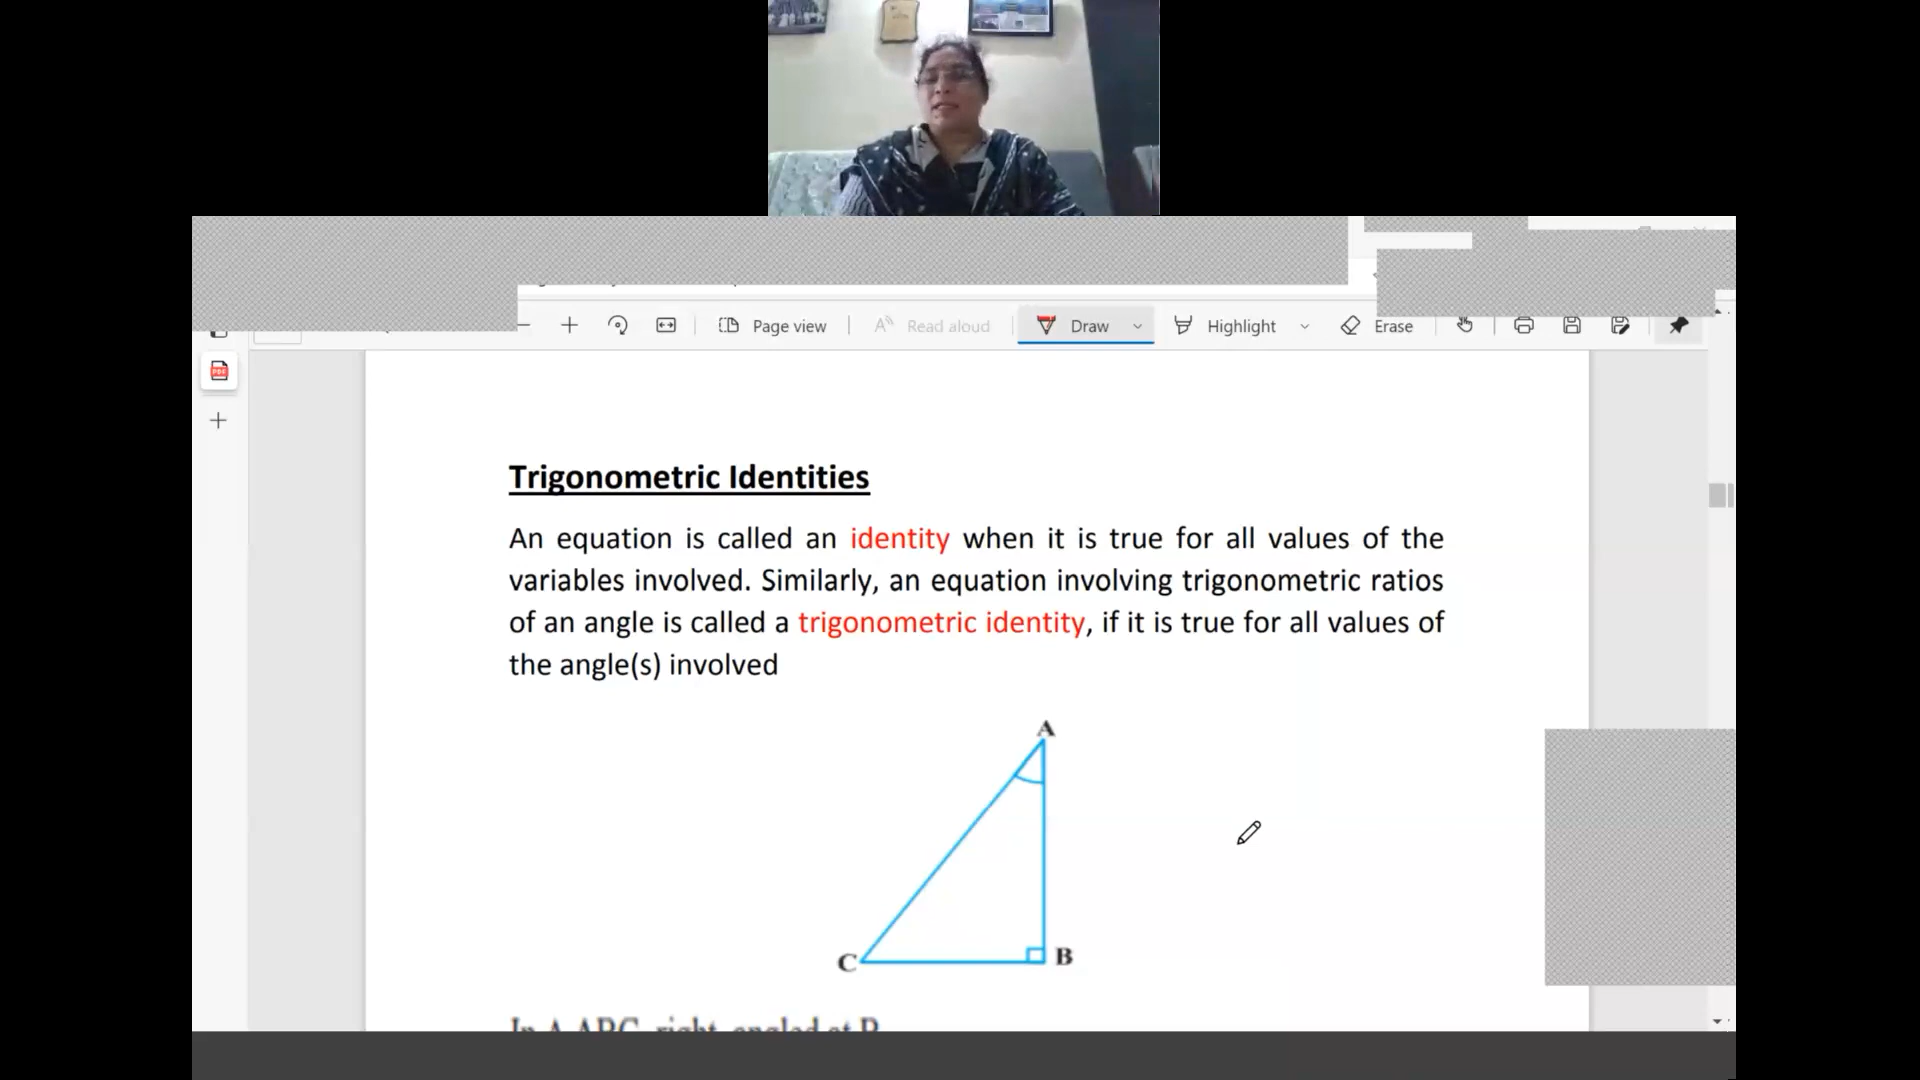 Page view
Read aloud
Draw
Highlight
Erase
PDF
Trigonometric Identities
An equation is called an identity when it is true for all values of the
variables involved. Similarly, an equation involving trigonometric ratios
of an angle is called a trigonometric identity, if it is true for all values of
the angle(s) involved
A
C
B